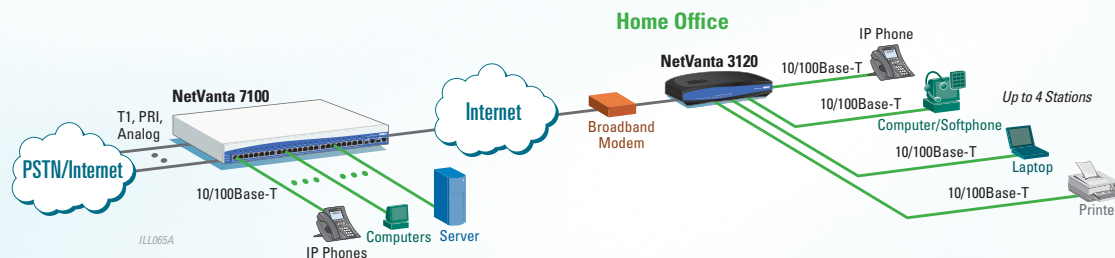 Home Office
IP Phone
NetVanta 3120
10/100Base-T
NetVanta 7100
Internet
10/100Base-T
Up to 4 Stations
T1, PRI,
Analog
Broadband
Modem
Computer/Softphone
PSTN/Internet
10/100Base-T
Laptop
10/100Base-T
10/100Base-T
Printe
ILL065A
IP Phones
Computers
Server